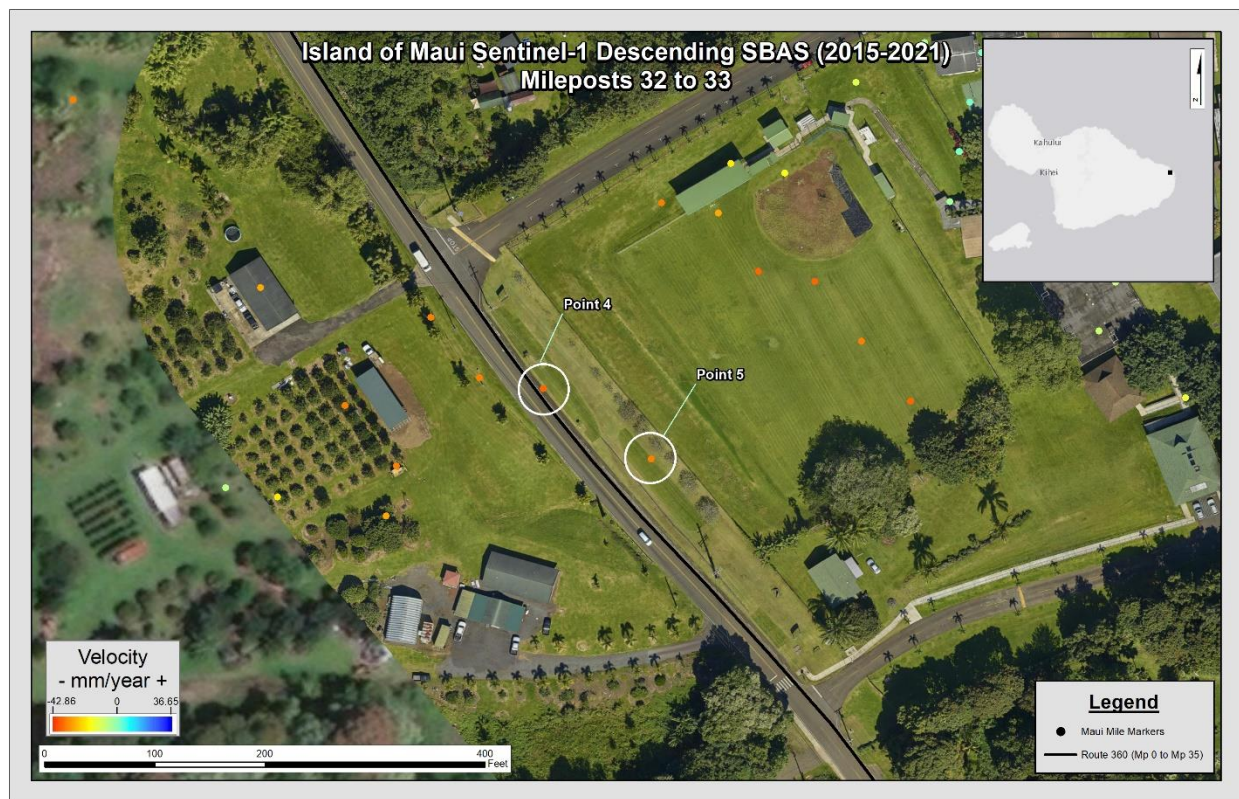 Island of Maui Sentinel-1 Descending SBAS (2015-2021)
Mileposts 32 to 33
Kahului
Kihei
N
STOP
Point 4
Point 5
Velocity
- mm/year +
-42.86 0 36.65
0 100 200 400
Feet
Legend
Maui Mile Markers
Route 360 (Mp 0 to Mp 35)